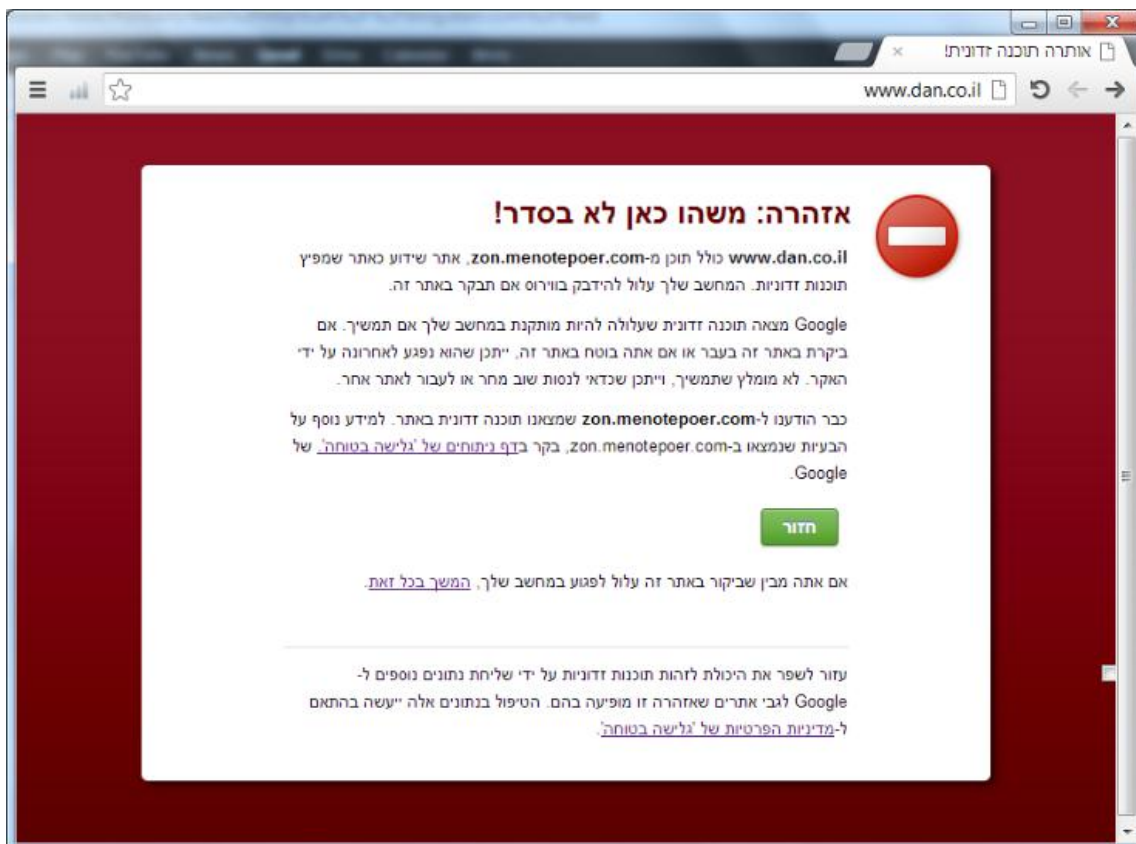 אותרה תוכנה זדונית!
www.dan.co.il
אזהרה: משהו כאן לא בסדר!
www.dan.co.il כולל תוכן מ-zon.menotepoer.com, אתר שידוע כאתר שמפיץ
תוכנות זדוניות. המחשב שלך עלול להידבק בווירוס אם תבקר באתר זה.
Google מצאה תוכנה זדונית שעלולה להיות מותקנת במחשב שלך אם תמשיך. אם
ביקרת באתר זה בעבר או אם אתה בוטח באתר זה, ייתכן שהוא נפגע לאחרונה על ידי
האקר. לא מומלץ שתמשיך, וייתכן שכדאי לנסות שוב מחר או לעבור לאתר אחר.
כבר הודענו ל-zon.menotepoer.com שמצאנו תוכנה זדונית באתר. למידע נוסף על
הבעיות שנמצאו ב-zon.menotepoer.com, בקר בדף ניתוחים של 'גלישה בטוחה'. של
Google.
חזור
אם אתה מבין שביקור באתר זה עלול לפגוע במחשב שלך, המשך בכל זאת.
עזור לשפר את היכולת לזהות תוכנות זדוניות על ידי שליחת נתונים נוספים ל-
Google לגבי אתרים שאזהרה זו מופיעה בהם. הטיפול בנתונים אלה ייעשה בהתאם
ל-מדיניות הפרטיות של 'גלישה בטוחה'.